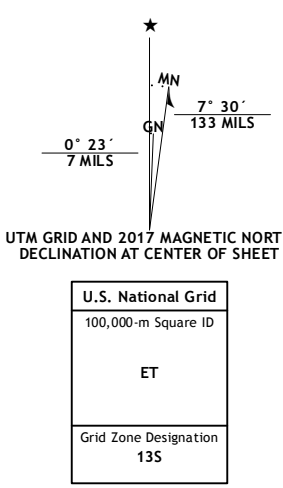 ★
MN
GN
7° 30´
133 MILS
0° 23´
7 MILS
UTM GRID AND 2017 MAGNETIC NORT
DECLINATION AT CENTER OF SHEET
U.S. National Grid
100,000-m Square ID
ET
Grid Zone Designation
13S